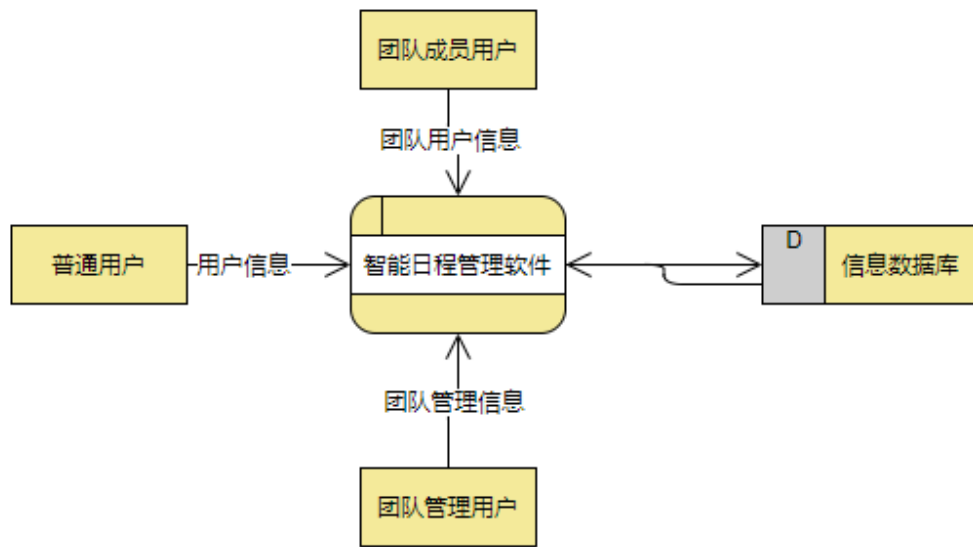 团队成员用户
团队用户信息
普通用户
用户信息
智能日程管理软件
D
信息数据库
团队管理信息
团队管理用户